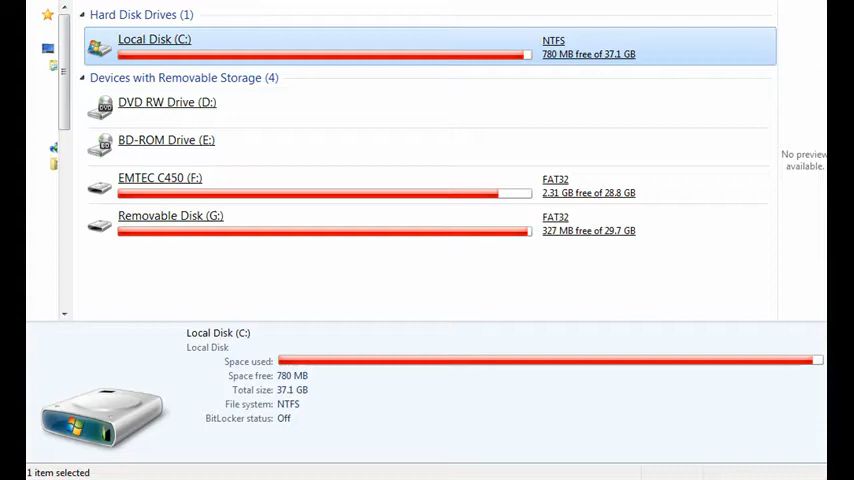 Hard Disk Drives (1)
Local Disk (C:)
NTFS
780 MB free of 37.1 GB
Devices with Removable Storage (4)
DVD RW Drive (D:)
BD-ROM Drive (E:)
No preview
available.
EMTEC C450 (F:)
FAT32
2.31 GB free of 28.8 GB
Removable Disk (G:)
FAT32
327 MB free of 29.7 GB
Local Disk (C:)
Local Disk
Space used:
Space free: 780 MB
Total size: 37.1 GB
File system: NTFS
BitLocker status: Off
1 item selected